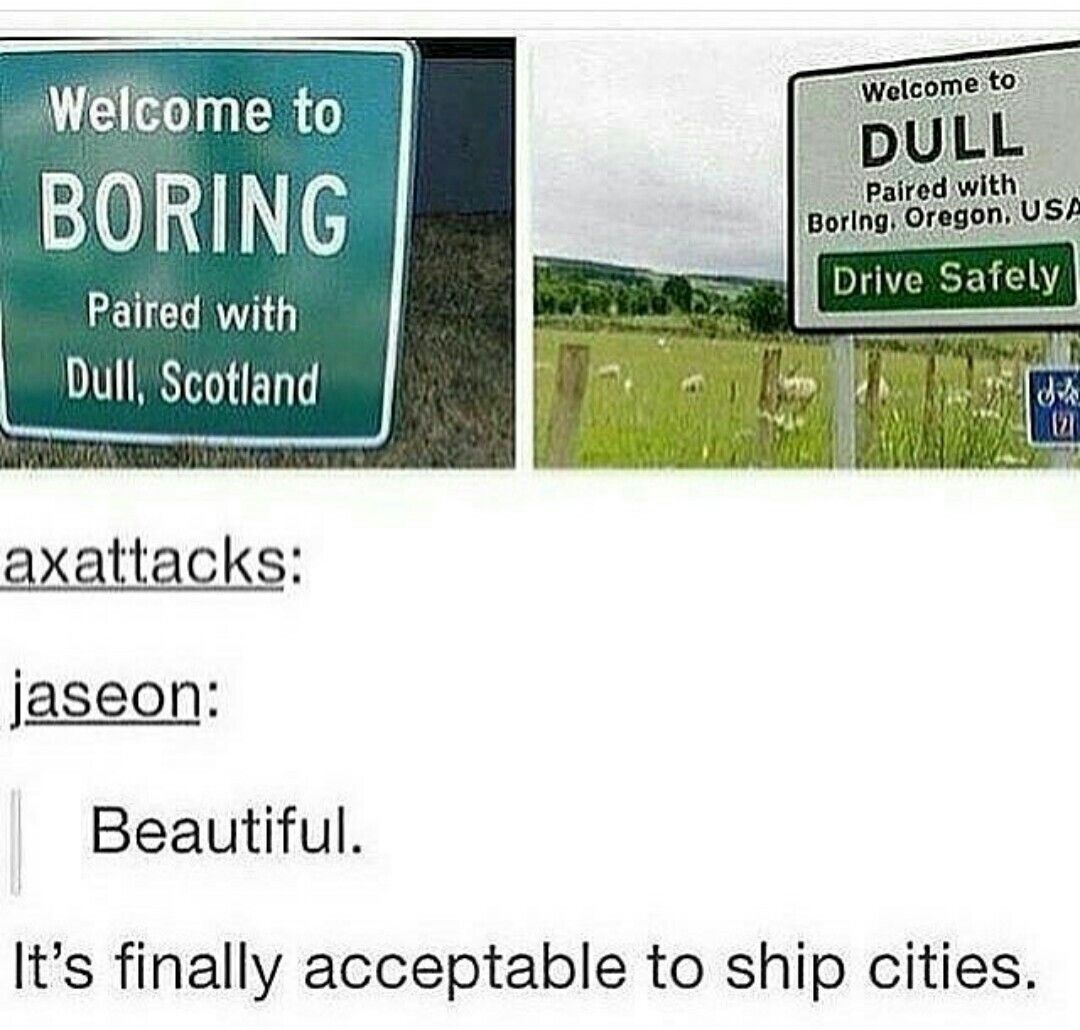 Welcome to
BORING
Paired with
Dull, Scotland
Welcome to
DULL
Paired with
Boring, Oregon, USA
Drive Safely
axattacks:
jaseon:
Beautiful.
It's finally acceptable to ship cities.